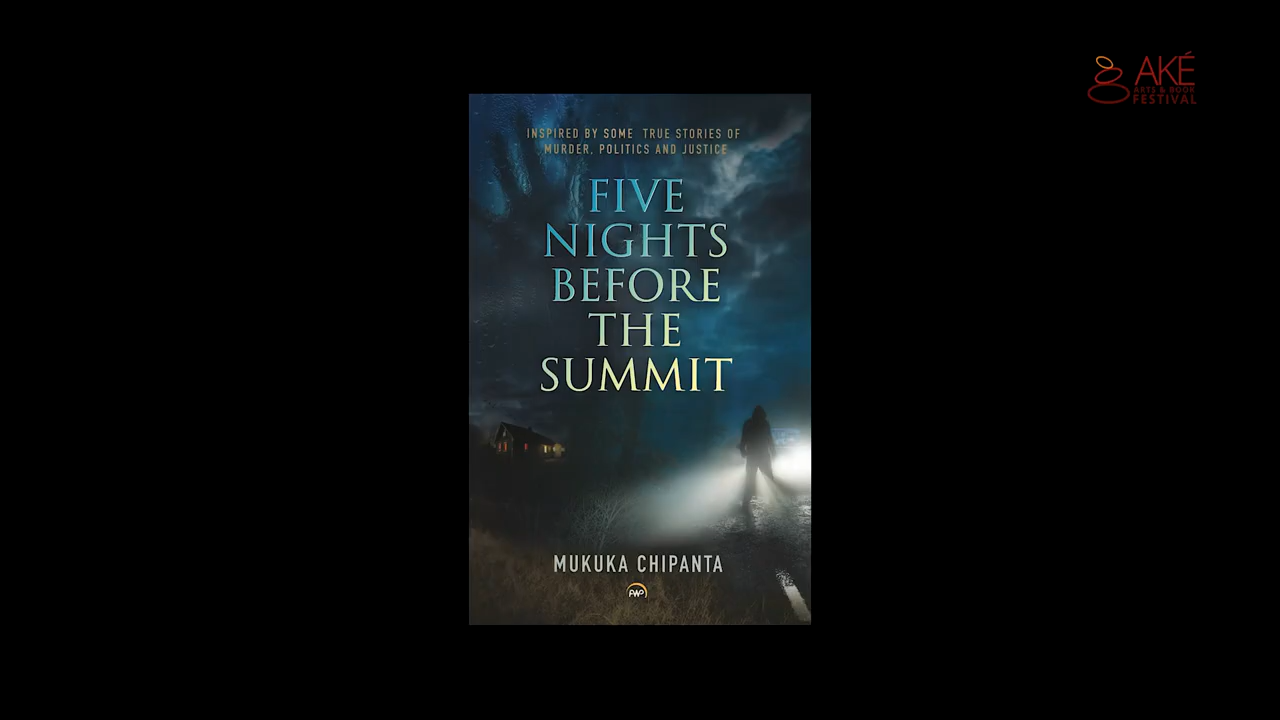 AKÉ
ARTS & BOOK
FESTIVAL
INSPIRED BY SOME TRUE STORIES OF
MURDER, POLITICS AND JUSTICE
FIVE
NIGHTS
BEFORE
THE
SUMMIT
MUKUKA CHIPANTA
AWP